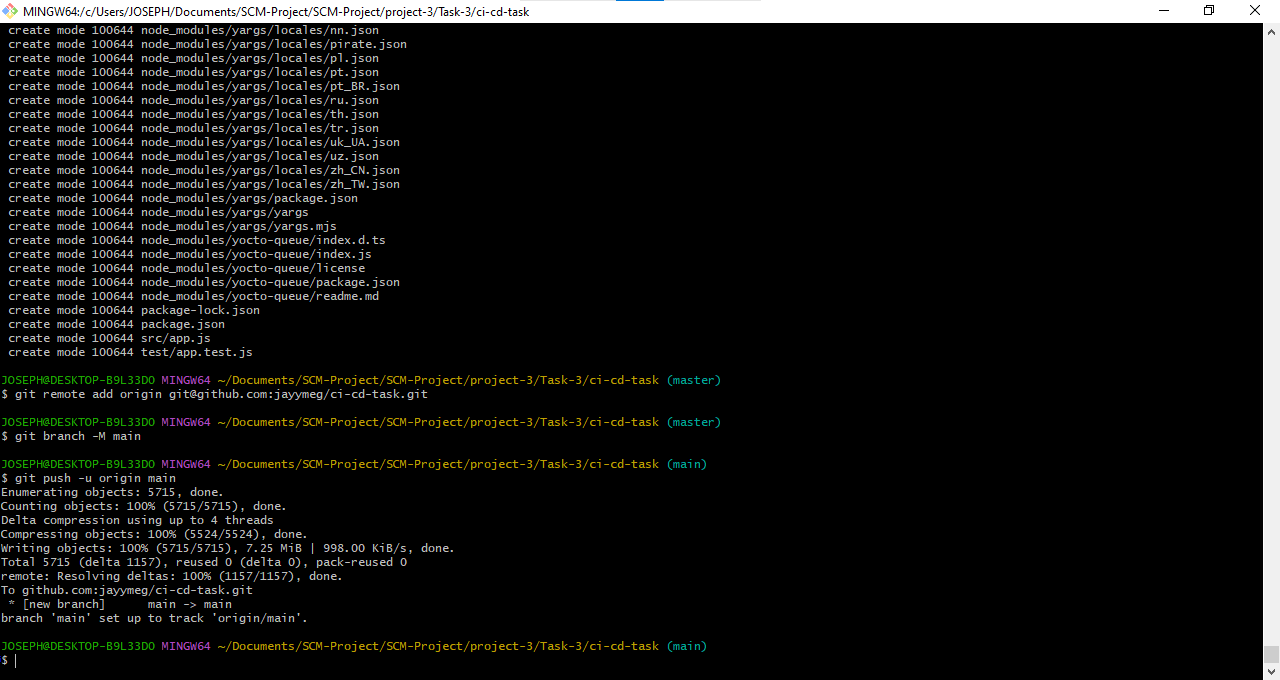 MINGW64:/c/Users/JOSEPH/Documents/SCM-Project/SCM-Project/project-3/Task-3/ci-cd-task
create mode 100644 node_modules/yargs/locales/nn.json
create mode 100644 node_modules/yargs/locales/pirate.json
create mode 100644 node_modules/yargs/locales/pl.json
create mode 100644 node_modules/yargs/locales/pt.json
create mode 100644 node_modules/yargs/locales/pt_BR.json
create mode 100644 node_modules/yargs/locales/ru.json
create mode 100644 node_modules/yargs/locales/th.json
create mode 100644 node_modules/yargs/locales/tr.json
create mode 100644 node_modules/yargs/locales/uk_UA.json
create mode 100644 node_modules/yargs/locales/uz.json
create mode 100644 node_modules/yargs/locales/zh_CN.json
create mode 100644 node_modules/yargs/locales/zh_TW.json
create mode 100644 node_modules/yargs/package.json
create mode 100644 node_modules/yargs/yargs
create mode 100644 node_modules/yargs/yargs.mjs
create mode 100644 node_modules/yocto-queue/index.d.ts
create mode 100644 node_modules/yocto-queue/index.js
create mode 100644 node_modules/yocto-queue/license
create mode 100644 node_modules/yocto-queue/package.json
create mode 100644 node_modules/yocto-queue/readme.md
create mode 100644 package-lock.json
create mode 100644 package.json
create mode 100644 src/app.js
create mode 100644 test/app.test.js
JOSEPH@DESKTOP-B9L33DO MINGW64 ~/Documents/SCM-Project/SCM-Project/project-3/Task-3/ci-cd-task (master)
$ git remote add origin git@github.com:jayymeg/ci-cd-task.git
JOSEPH@DESKTOP-B9L33DO MINGW64 ~/Documents/SCM-Project/SCM-Project/project-3/Task-3/ci-cd-task (master)
$ git branch -M main
JOSEPH@DESKTOP-B9L33DO MINGW64 ~/Documents/SCM-Project/SCM-Project/project-3/Task-3/ci-cd-task (main)
$ git push -u origin main
Enumerating objects: 5715, done.
Counting objects: 100% (5715/5715), done.
Delta compression using up to 4 threads
Compressing objects: 100% (5524/5524), done.
Writing objects: 100% (5715/5715), 7.25 MiB | 998.00 KiB/s, done.
Total 5715 (delta 1157), reused 0 (delta 0), pack-reused 0
remote: Resolving deltas: 100% (1157/1157), done.
To github.com:jayymeg/ci-cd-task.git
* [new branch]      main -> main
branch 'main' set up to track 'origin/main'.
JOSEPH@DESKTOP-B9L33DO MINGW64 ~/Documents/SCM-Project/SCM-Project/project-3/Task-3/ci-cd-task (main)
$